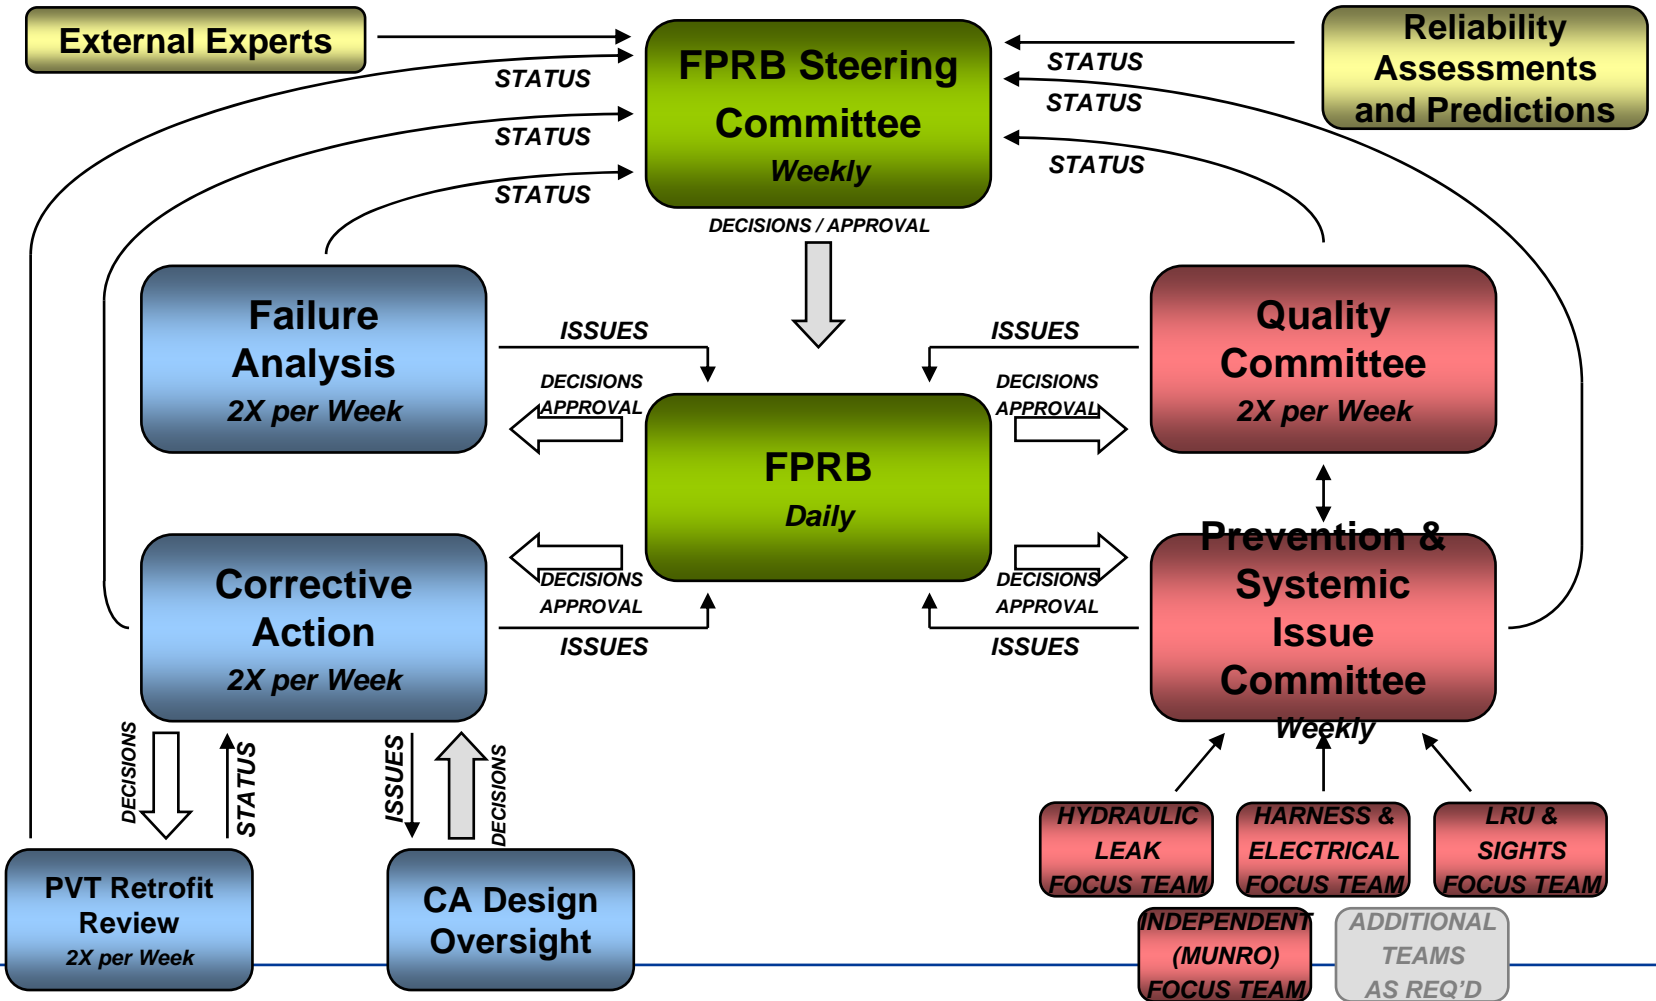 External Experts
FPRB Steering
Committee
Weekly
Reliability
Assessments
and Predictions
STATUS
STATUS
STATUS
STATUS
STATUS
STATUS
DECISIONS / APPROVAL
Failure
Analysis
2X per Week
ISSUES
DECISIONS
APPROVAL
FPRB
Daily
ISSUES
DECISIONS
APPROVAL
Quality
Committee
2X per Week
Corrective
Action
2X per Week
DECISIONS
APPROVAL
ISSUES
DECISIONS
APPROVAL
ISSUES
Prevention &
Systemic
Issue
Committee
Weekly
DECISIONS
STATUS
ISSUES
DECISIONS
PVT Retrofit
Review
2X per Week
CA Design
Oversight
HYDRAULIC
LEAK
FOCUS TEAM
HARNESS &
ELECTRICAL
FOCUS TEAM
LRU &
SIGHTS
FOCUS TEAM
INDEPENDENT
(MUNRO)
FOCUS TEAM
ADDITIONAL
TEAMS
AS REQ'D